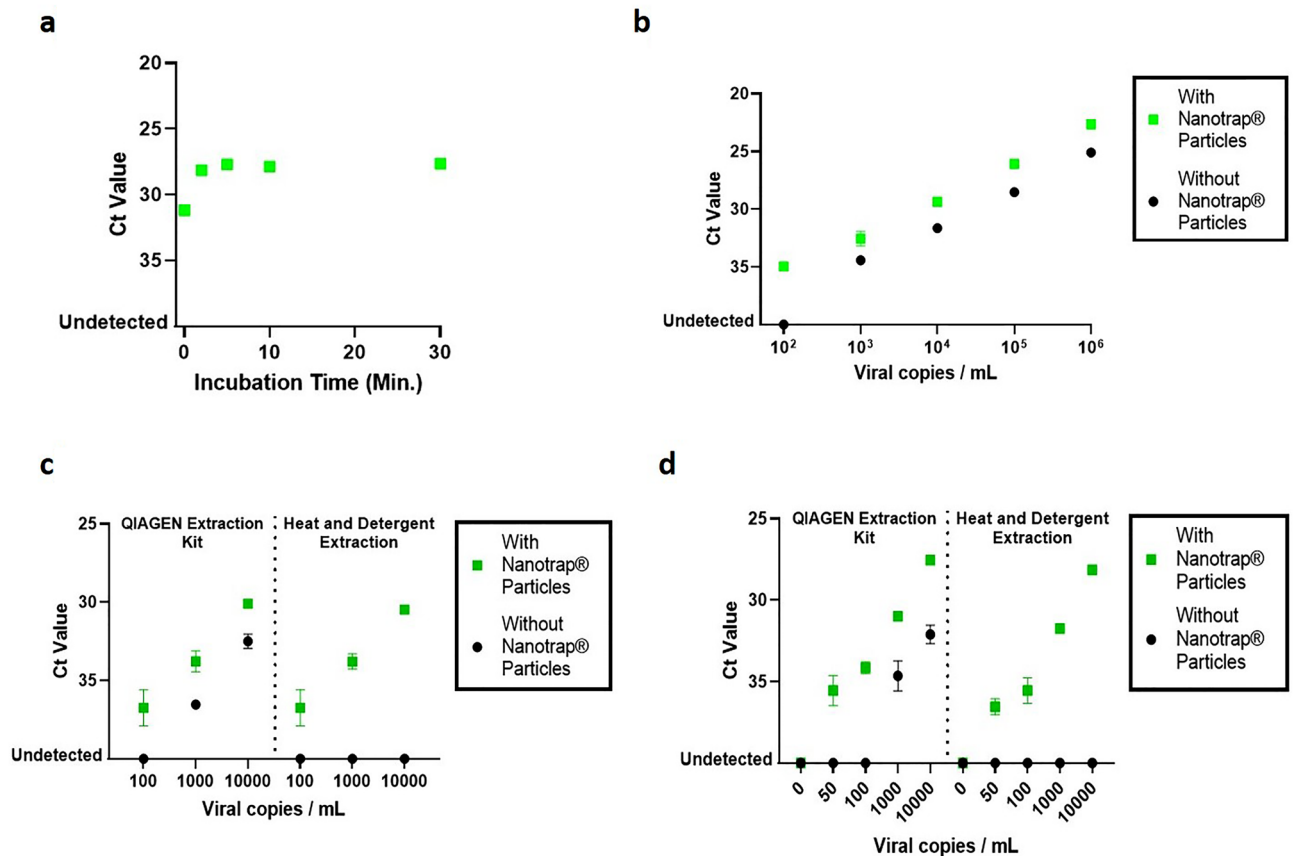 a
20
25
30
35
Undetected
Ct Value
0
10
20
30
Incubation Time (Min.)
b
20
25
30
35
Undetected
Ct Value
10²
10³
10⁴
10⁵
10⁶
Viral copies / mL
With
Nanotrap®
Particles
Without
Nanotrap®
Particles
c
25
30
35
Undetected
Ct Value
QIAGEN Extraction
Kit
Heat and Detergent
Extraction
100
1000
10000
100
1000
10000
Viral copies / mL
With
Nanotrap®
Particles
Without
Nanotrap®
Particles
d
25
30
35
Undetected
Ct Value
QIAGEN Extraction
Kit
Heat and Detergent
Extraction
0
50
100
1000
10000
0
50
100
1000
10000
Viral copies / mL
With
Nanotrap®
Particles
Without
Nanotrap®
Particles